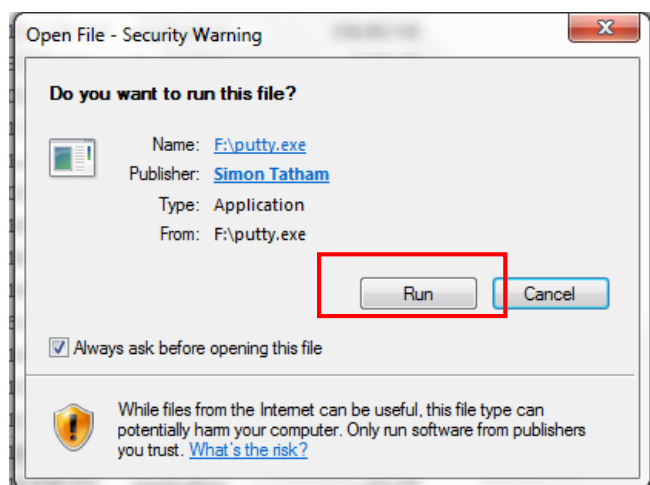 Open File - Security Warning
Do you want to run this file?
Name: F:\putty.exe
Publisher: Simon Tatham
Type: Application
From: F:\putty.exe
Run Cancel
Always ask before opening this file
While files from the Internet can be useful, this file type can
potentially harm your computer. Only run software from publishers
you trust. What's the risk?